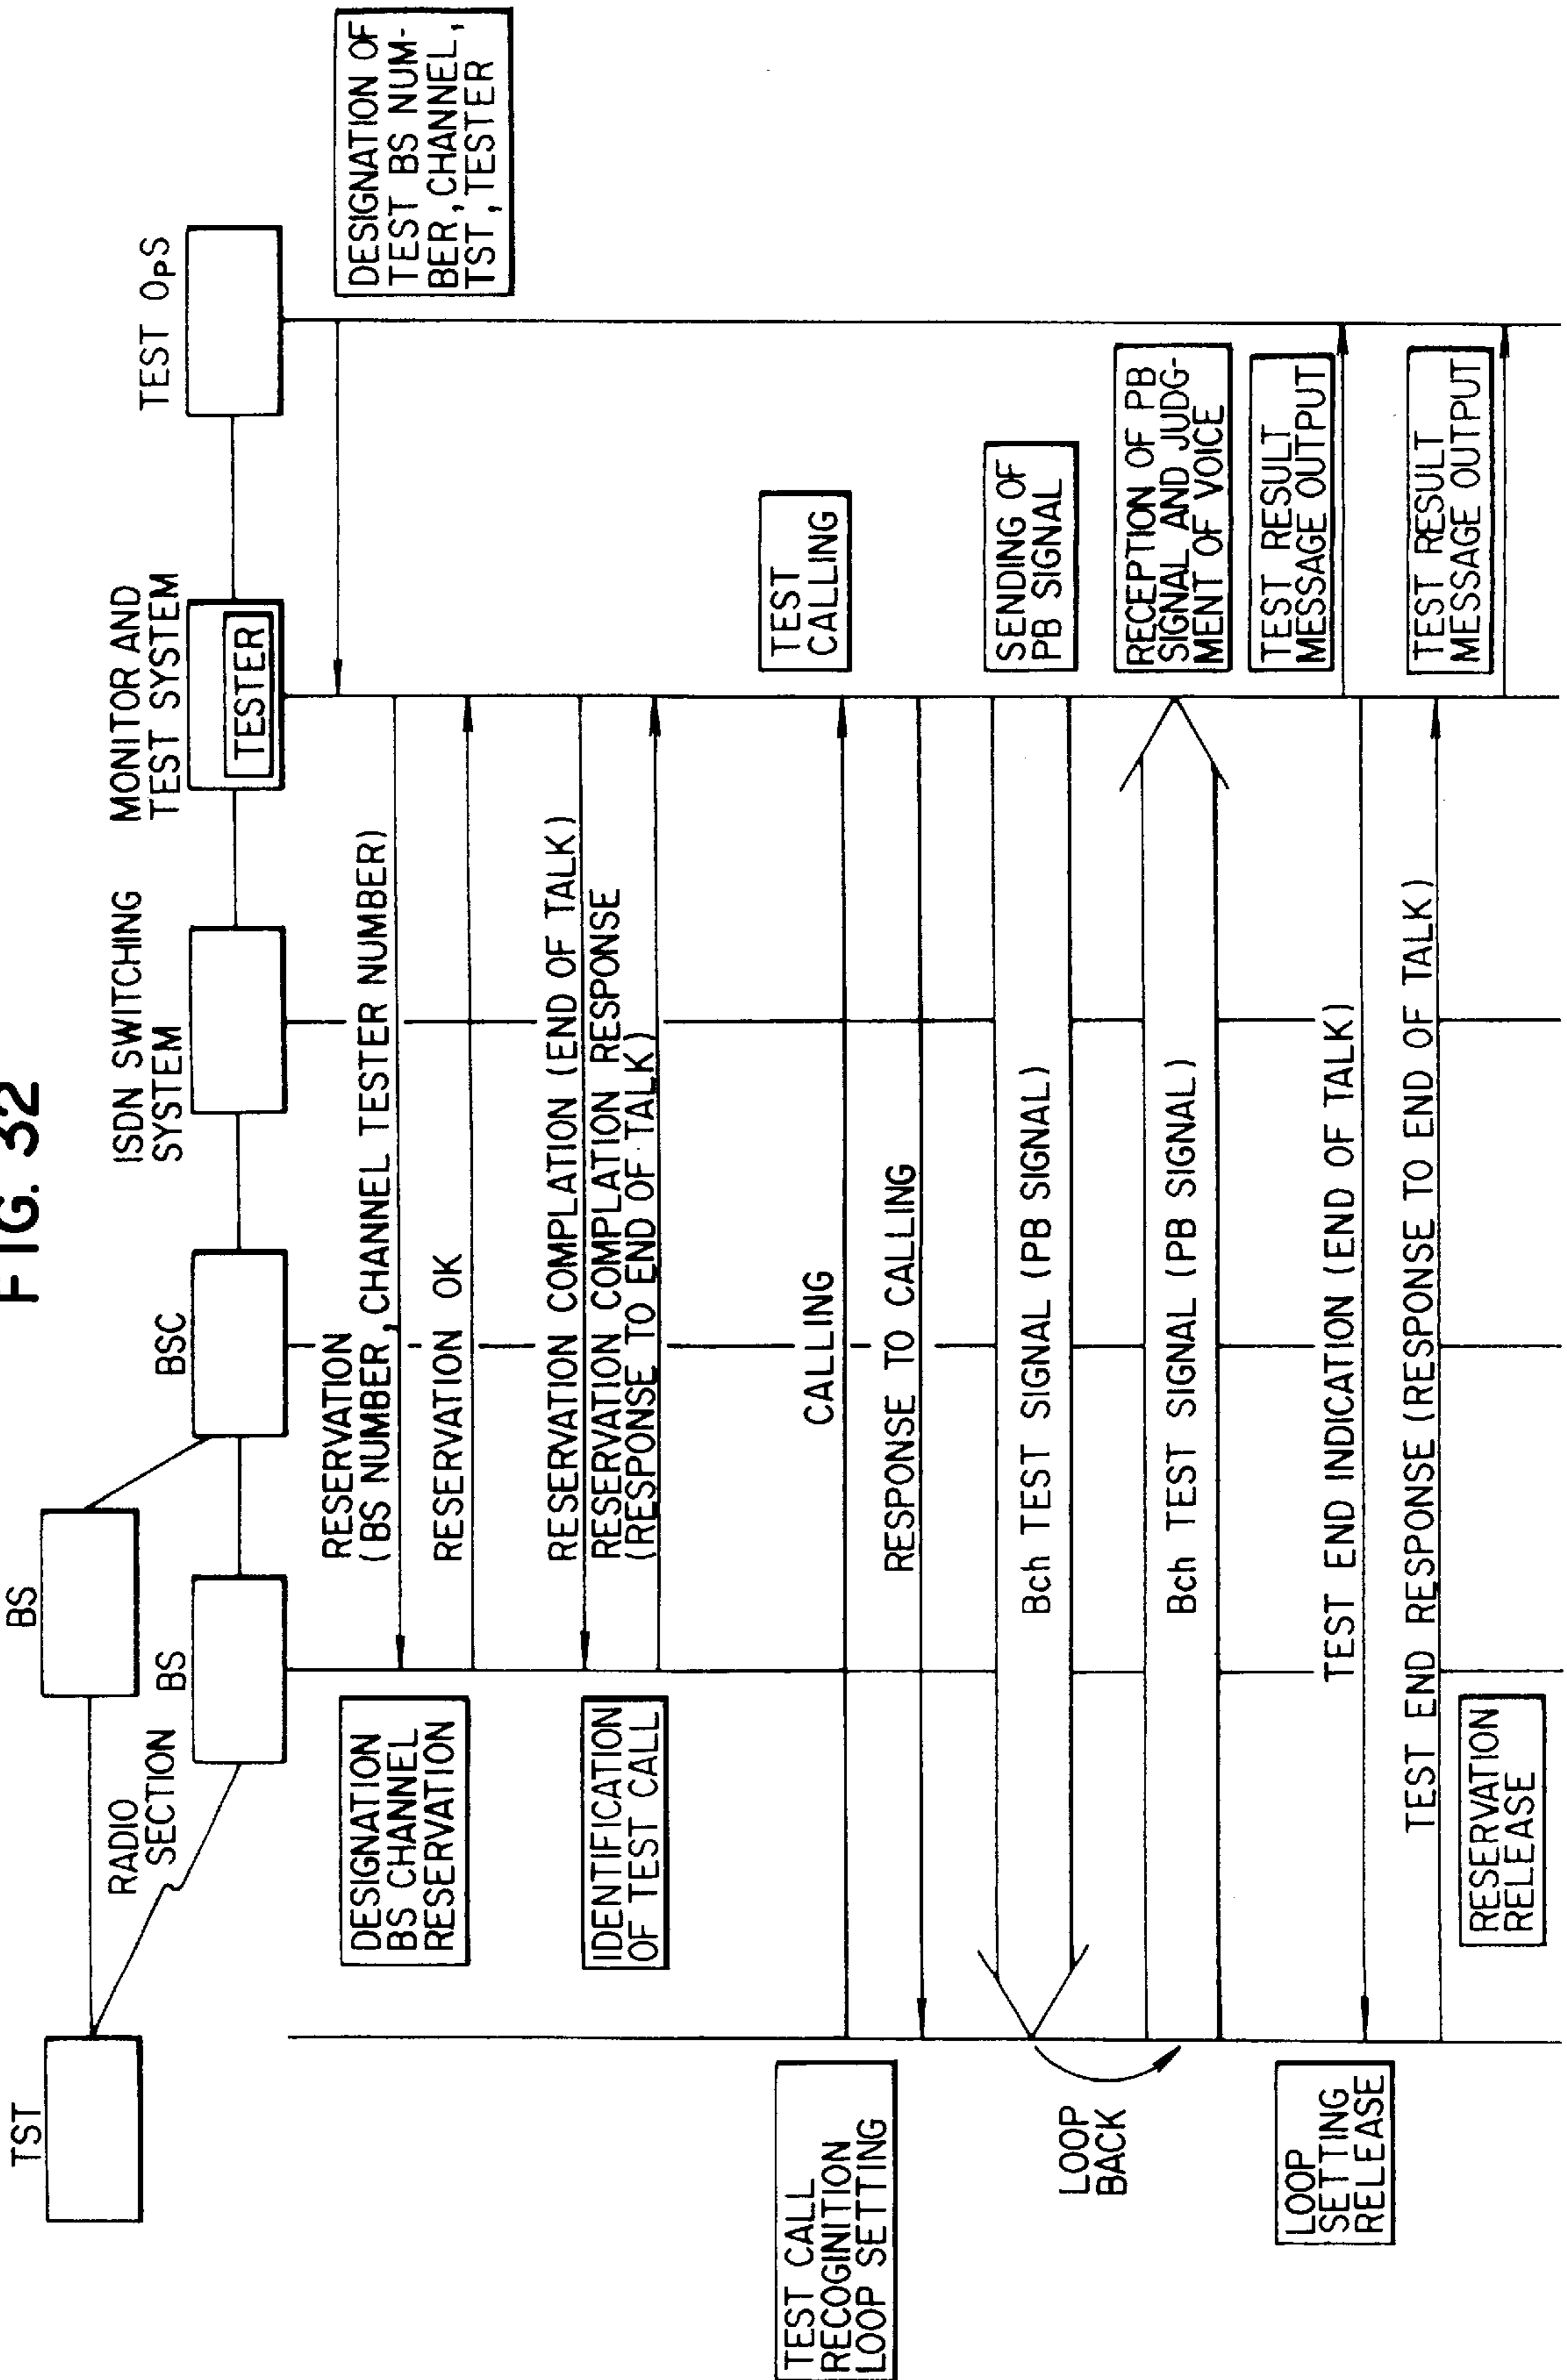 FIG. 32
TST
BS
BS
RADIO
SECTION
BSC
ISDN SWITCHING
SYSTEM
MONITOR AND
TEST SYSTEM
TESTER
TEST OpS
DESIGNATION OF
TEST BS NUM-
BER, CHANNEL,
TST, TESTER
RESERVATION
(BS NUMBER, CHANNEL TESTER NUMBER)
DESIGNATION
BS CHANNEL
RESERVATION
RESERVATION OK
RESERVATION COMPLATION (END OF TALK)
IDENTIFICATION
OF TEST CALL
RESERVATION COMPLATION RESPONSE
(RESPONSE TO END OF TALK)
TEST
CALLING
CALLING
TEST CALL
RECOGINITION
LOOP SETTING
RESPONSE TO CALLING
SENDING OF
PB SIGNAL
Bch TEST SIGNAL (PB SIGNAL)
LOOP
BACK
RECEPTION OF PB
SIGNAL AND JUDG-
MENT OF VOICE
Bch TEST SIGNAL (PB SIGNAL)
TEST RESULT
MESSAGE OUTPUT
TEST END INDICATION (END OF TALK)
LOOP
SETTING
RELEASE
TEST END RESPONSE (RESPONSE TO END OF TALK)
TEST RESULT
MESSAGE OUTPUT
RESERVATION
RELEASE